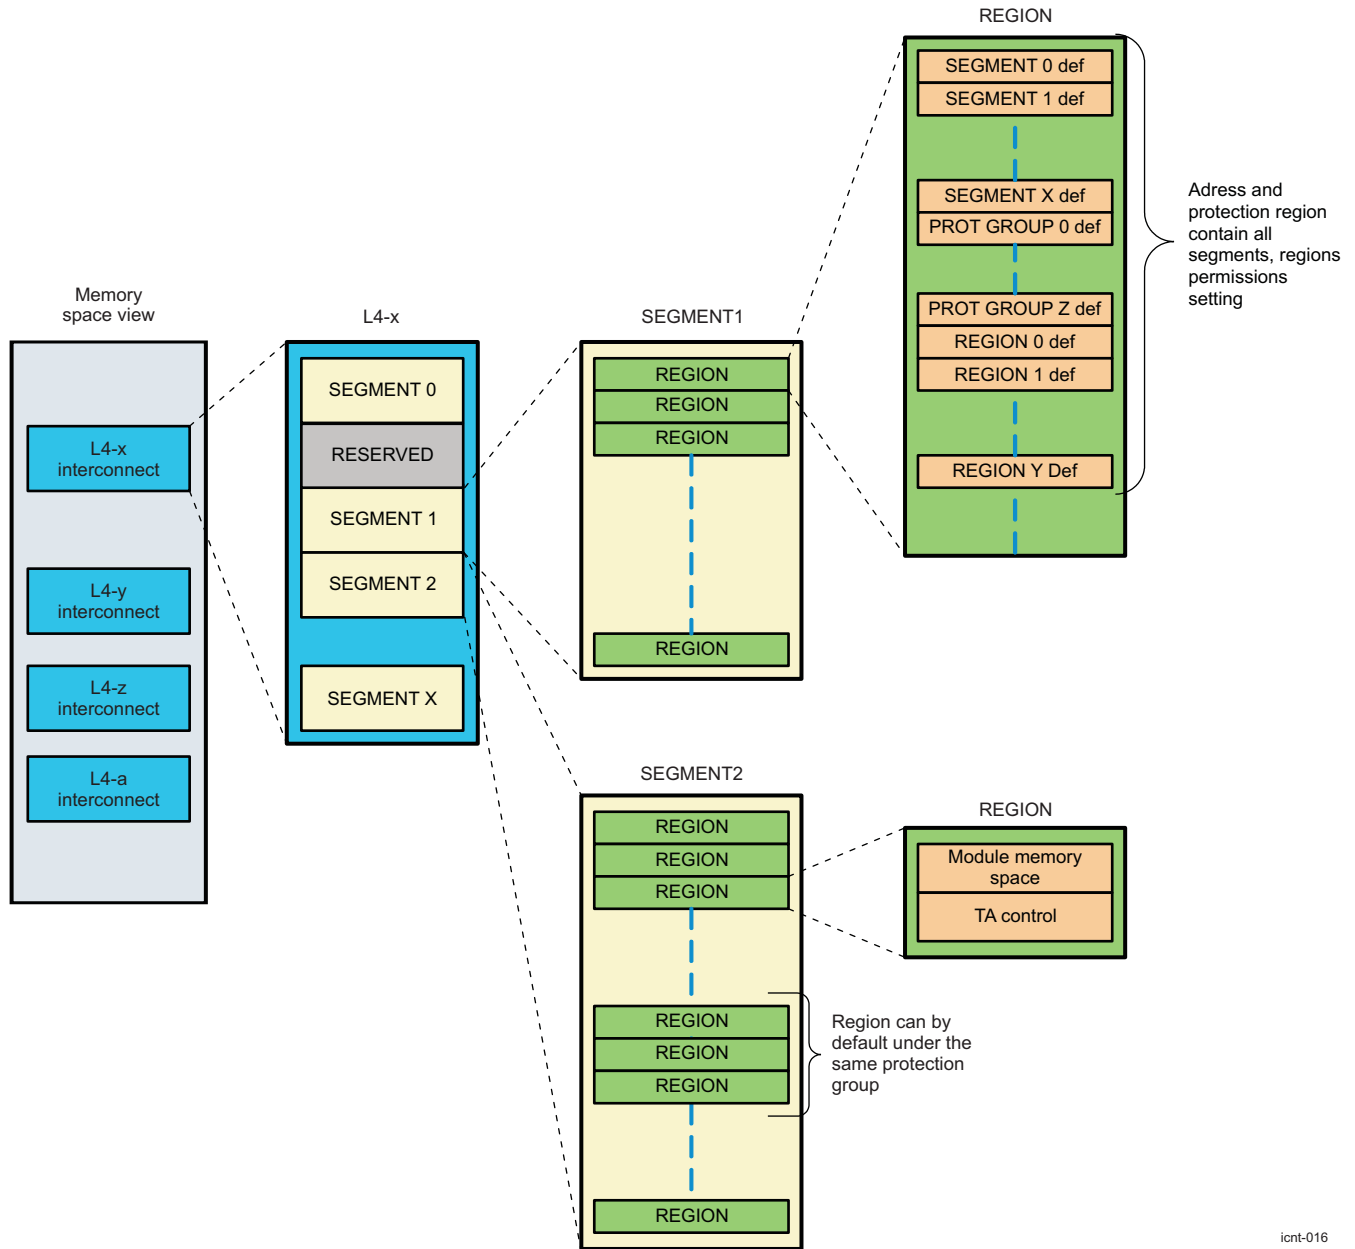 Memory
space view
L4-x
interconnect
L4-y
interconnect
L4-z
interconnect
L4-a
interconnect
L4-x
SEGMENT 0
RESERVED
SEGMENT 1
SEGMENT 2
SEGMENT X
SEGMENT1
REGION
REGION
REGION
REGION
REGION
SEGMENT 0 def
SEGMENT 1 def
SEGMENT X def
PROT GROUP 0 def
PROT GROUP Z def
REGION 0 def
REGION 1 def
REGION Y Def
Adress and
protection region
contain all
segments, regions
permissions
setting
SEGMENT2
REGION
REGION
REGION
REGION
REGION
REGION
REGION
Region can by
default under the
same protection
group
REGION
Module memory
space
TA control
icnt-016